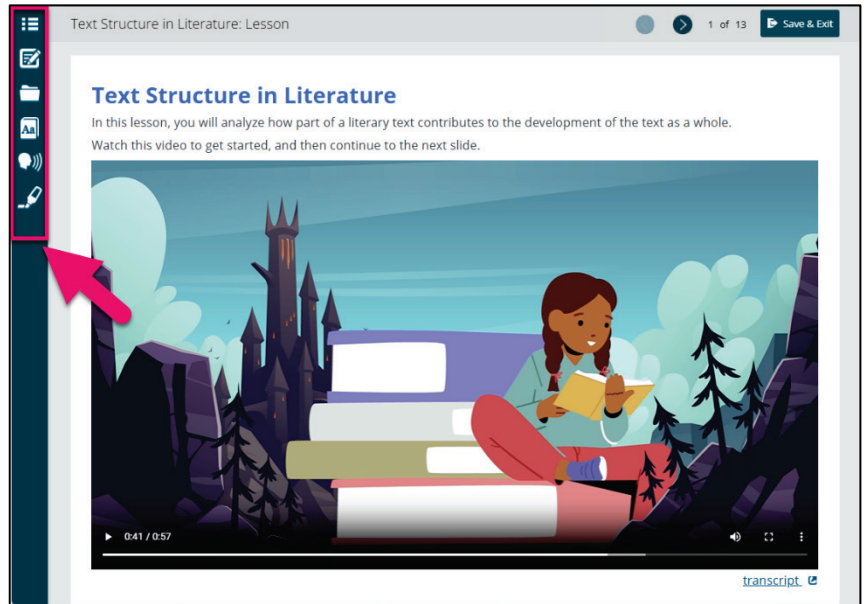 Text Structure in Literature: Lesson
1 of 13
Save & Exit
Text Structure in Literature
In this lesson, you will analyze how part of a literary text contributes to the development of the text as a whole.
Watch this video to get started, and then continue to the next slide.
Aa
0:41 / 0:57
transcript